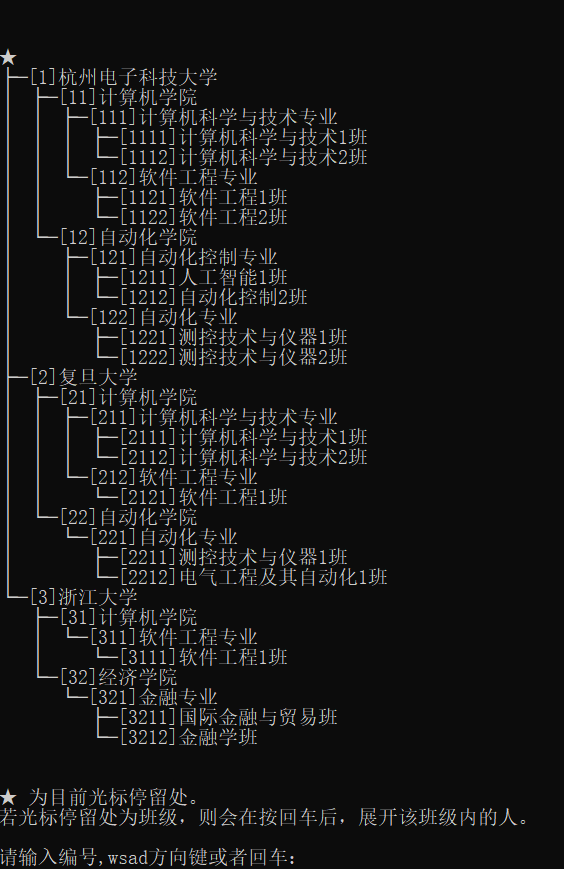 ★
[1]杭州电子科技大学
[11]计算机学院
[111]计算机科学与技术专业
[1111]计算机科学与技术1班
[1112]计算机科学与技术2班
[112]软件工程专业
[1121]软件工程1班
[1122]软件工程2班
[12]自动化学院
[121]自动化控制专业
[1211]人工智能1班
[1212]自动化控制2班
[122]自动化专业
[1221]测控技术与仪器1班
[1222]测控技术与仪器2班
[2]复旦大学
[21]计算机学院
[211]计算机科学与技术专业
[2111]计算机科学与技术1班
[2112]计算机科学与技术2班
[212]软件工程专业
[2121]软件工程1班
[22]自动化学院
[221]自动化专业
[2211]测控技术与仪器1班
[2212]电气工程及其自动化1班
[3]浙江大学
[31]计算机学院
[311]软件工程专业
[3111]软件工程1班
[32]经济学院
[321]金融专业
[3211]国际金融与贸易班
[3212]金融学班
★ 为目前光标停留处。
若光标停留处为班级，则会在按回车后，展开该班级内的人。
请输入编号,wsad方向键或者回车: